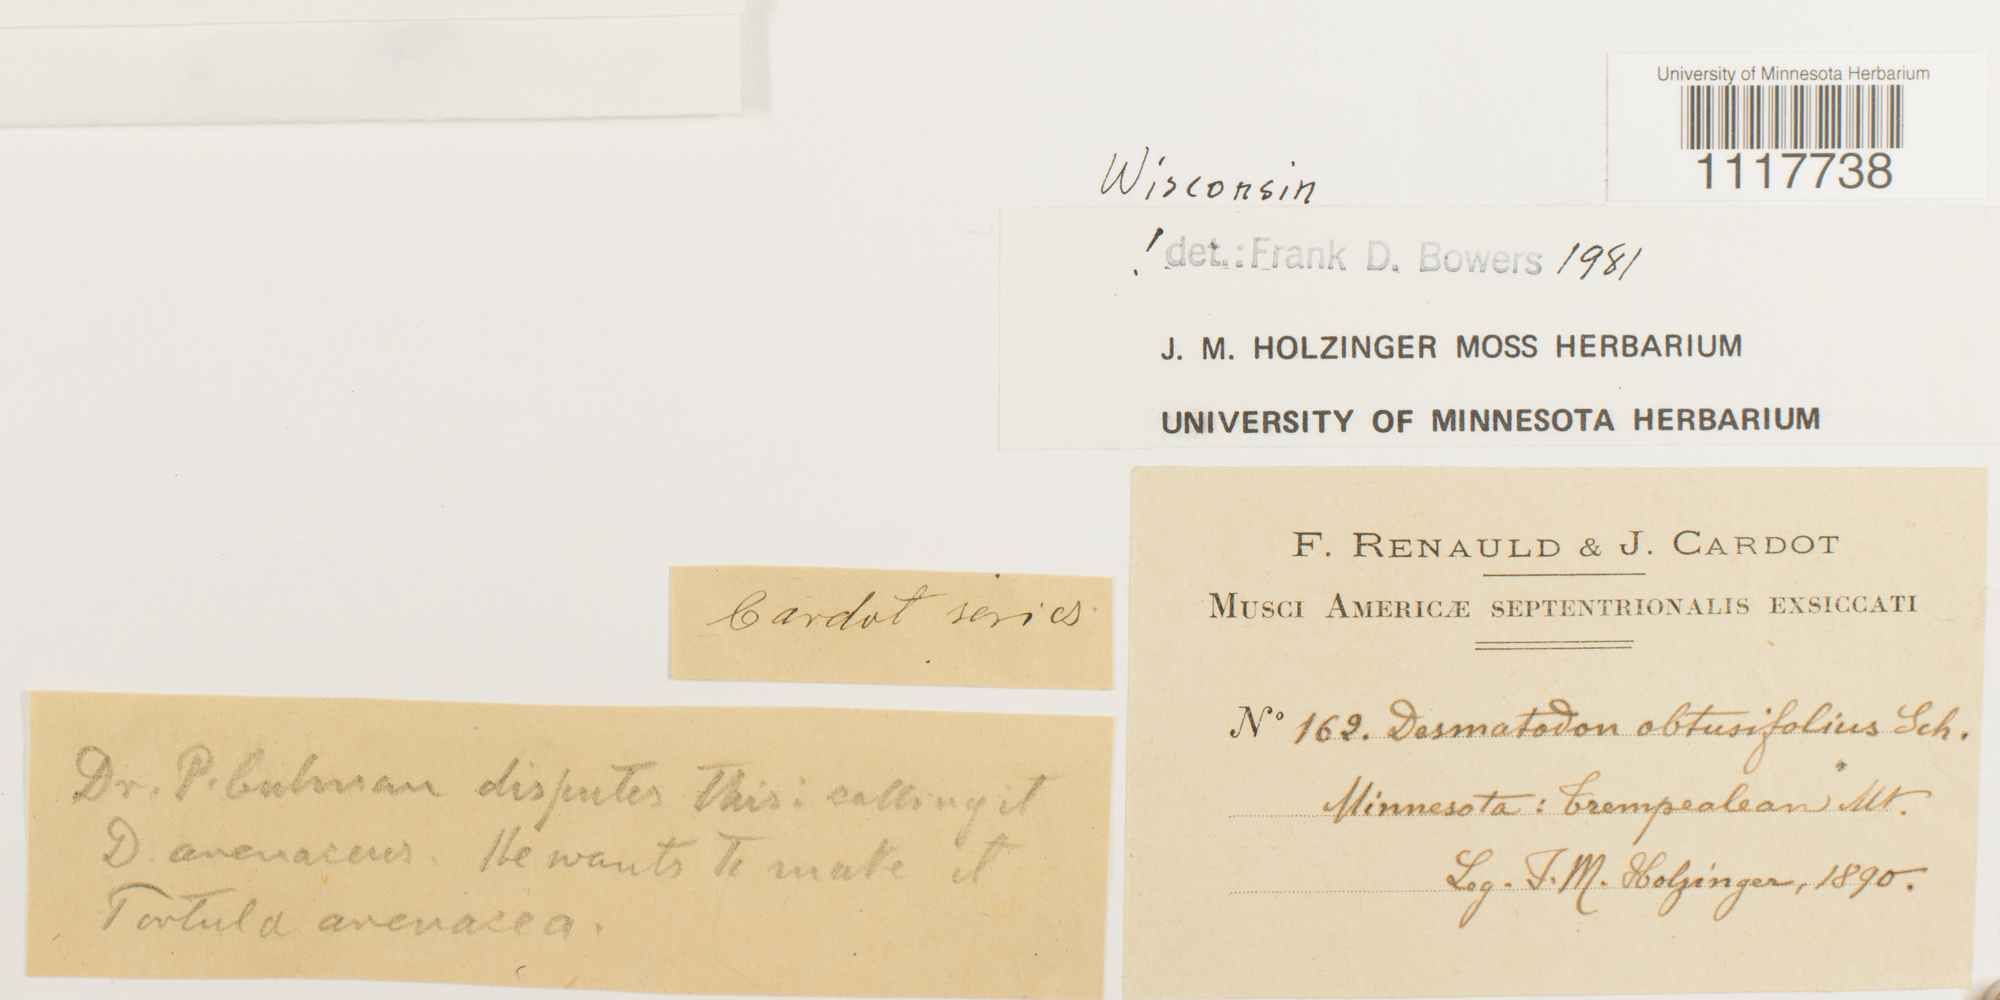 University of Minnesota Herbarium
1117738
Wisconsin
! det.: Frank D. Bowers 1981
J. M. HOLZINGER MOSS HERBARIUM
UNIVERSITY OF MINNESOTA HERBARIUM
F. RENAULD & J. CARDOT
MUSCI AMERICÆ SEPTENTRIONALIS EXSICCATI
N° 162. Desmatodon obtusifolius Sch.
Minnesota: Trempealeau Mt.
Leg. J. M. Holzinger, 1890.
Cardot series
Dr. P. Culman disputes this: calling it
D. arenaceus. He wants to make it
Tortula arenacea.